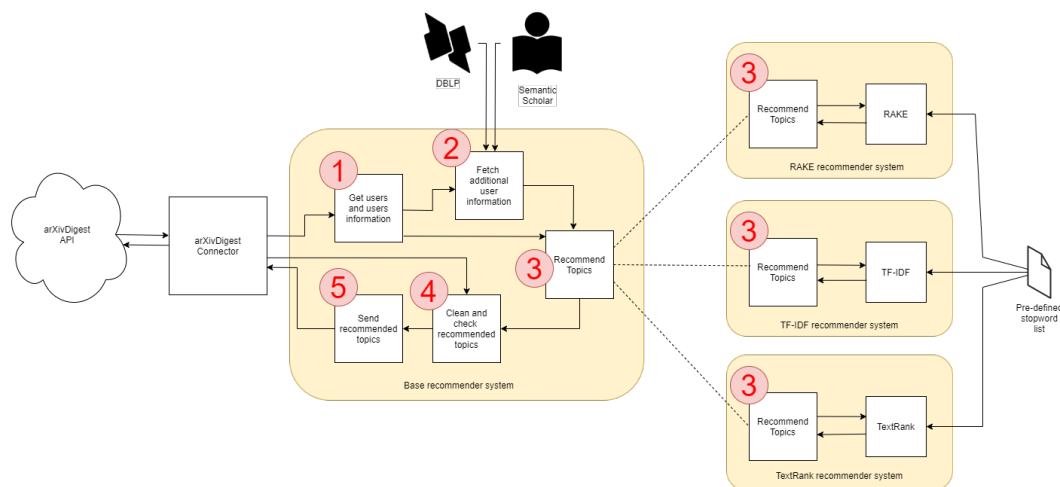 DBLP
Semantic
Scholar
arXivDigest
API
arXivDigest
Connector
1
Get users
and users
information
2
Fetch
additional
user
information
3
Recommend
Topics
4
Clean and
check
recommended
topics
5
Send
recommended
topics
Base recommender system
3
Recommend
Topics
RAKE
RAKE recommender system
3
Recommend
Topics
TF-IDF
TF-IDF recommender system
3
Recommend
Topics
TextRank
TextRank recommender system
Pre-defined
stopword
list